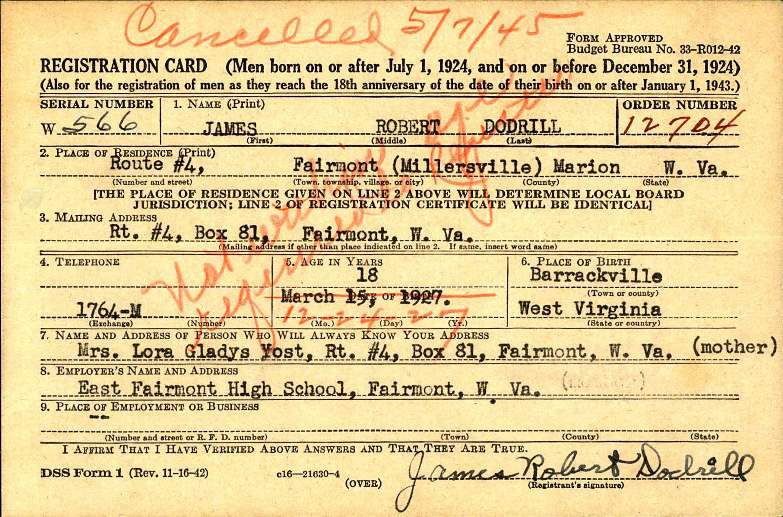 Cancelled 5/7/45
FORM APPROVED
Budget Bureau No. 33-R012-42
REGISTRATION CARD (Men born on or after July 1, 1924, and on or before December 31, 1924)
(Also for the registration of men as they reach the 18th anniversary of the date of their birth on or after January 1, 1943.)
SERIAL NUMBER 1. NAME (Print) ORDER NUMBER
W 566 JAMES ROBERT DODRILL 12704
(First) (Middle) (Last)
2. PLACE OF RESIDENCE (Print)
Route #4, Fairmont (Millersville) Marion W. Va.
(Number and street) (Town, township, village, or city) (County) (State)
[THE PLACE OF RESIDENCE GIVEN ON LINE 2 ABOVE WILL DETERMINE LOCAL BOARD
JURISDICTION; LINE 2 OF REGISTRATION CERTIFICATE WILL BE IDENTICAL]
3. MAILING ADDRESS
Rt. #4, Box 81, Fairmont, W. Va.
[Mailing address if other than place indicated on line 2. If same, insert word same]
4. TELEPHONE 5. AGE IN YEARS 6. PLACE OF BIRTH
18 Barrackville
DATE OF BIRTH (Town or county)
March 15, 1927.
1764-M 12-24-27 West Virginia
(Exchange) (Number) (Mo.) (Day) (Yr.) (State or country)
7. NAME AND ADDRESS OF PERSON WHO WILL ALWAYS KNOW YOUR ADDRESS
Mrs. Lora Gladys Yost, Rt. #4, Box 81, Fairmont, W. Va. (mother)
8. EMPLOYER'S NAME AND ADDRESS
East Fairmont High School, Fairmont, W. Va.
9. PLACE OF EMPLOYMENT OR BUSINESS
--
(Number and street or R. F. D. number) (Town) (County) (State)
I AFFIRM THAT I HAVE VERIFIED ABOVE ANSWERS AND THAT THEY ARE TRUE.
DSS Form 1 (Rev. 11-16-42) c16-21630-4 James Robert Dodrill
(OVER) (Registrant's signature)